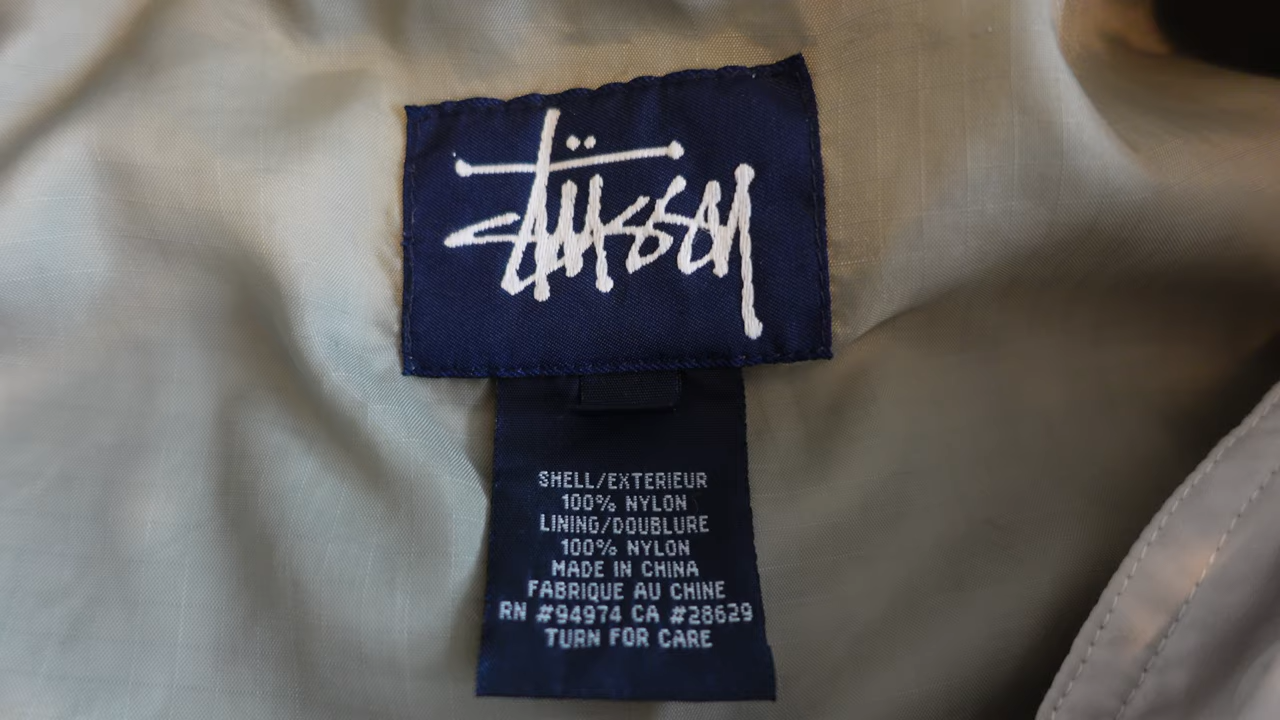 Stüssy
SHELL/EXTERIEUR
100% NYLON
LINING/DOUBLURE
100% NYLON
MADE IN CHINA
FABRIQUE AU CHINE
RN #94974 CA #28629
TURN FOR CARE